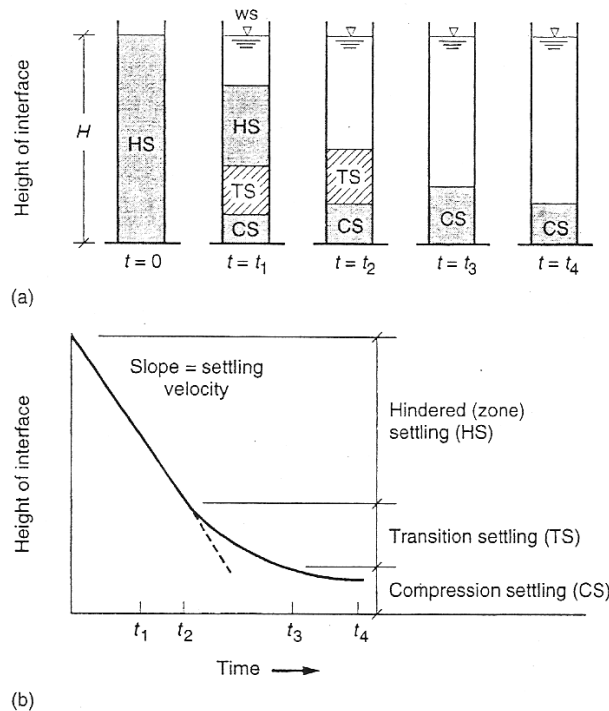 ws
Height of interface
H
HS
HS
TS
CS
TS
CS
CS
CS
t = 0
t = t1
t = t2
t = t3
t = t4
(a)
Height of interface
Slope = settling
velocity
Hindered (zone)
settling (HS)
Transition settling (TS)
Compression settling (CS)
t1
t2
t3
t4
Time
(b)